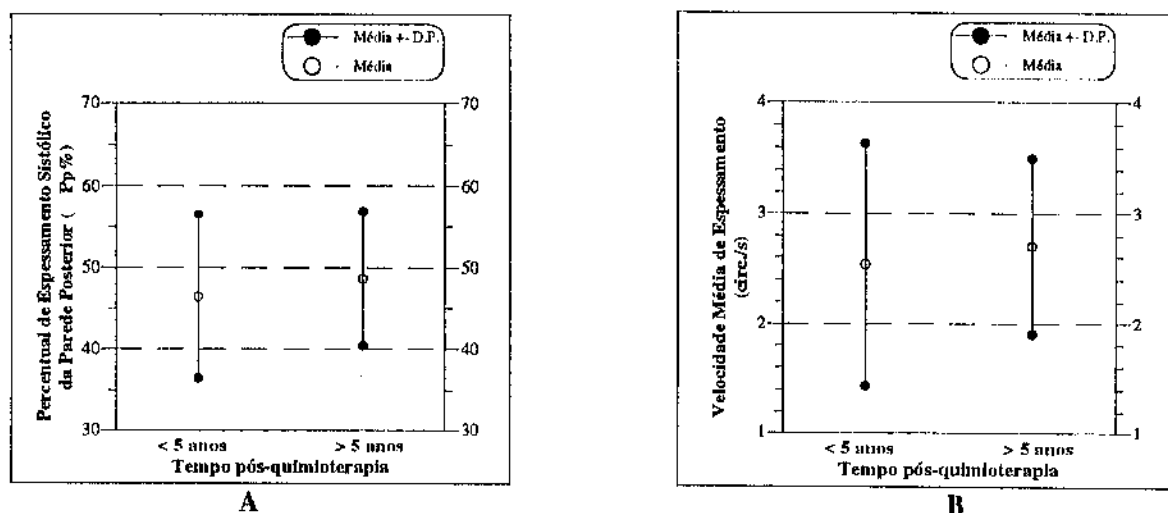 Média +- D.P.
Média
Percentual de Espessamento Sistólico
da Parede Posterior ( Pp%)
70
60
50
40
30
70
60
50
40
30
< 5 anos
> 5 anos
Tempo pós-quimioterapia
A
Média +- D.P.
Média
Velocidade Média de Espessamento
(circ./s)
4
3
2
1
4
3
2
1
< 5 anos
> 5 anos
Tempo pós-quimioterapia
B